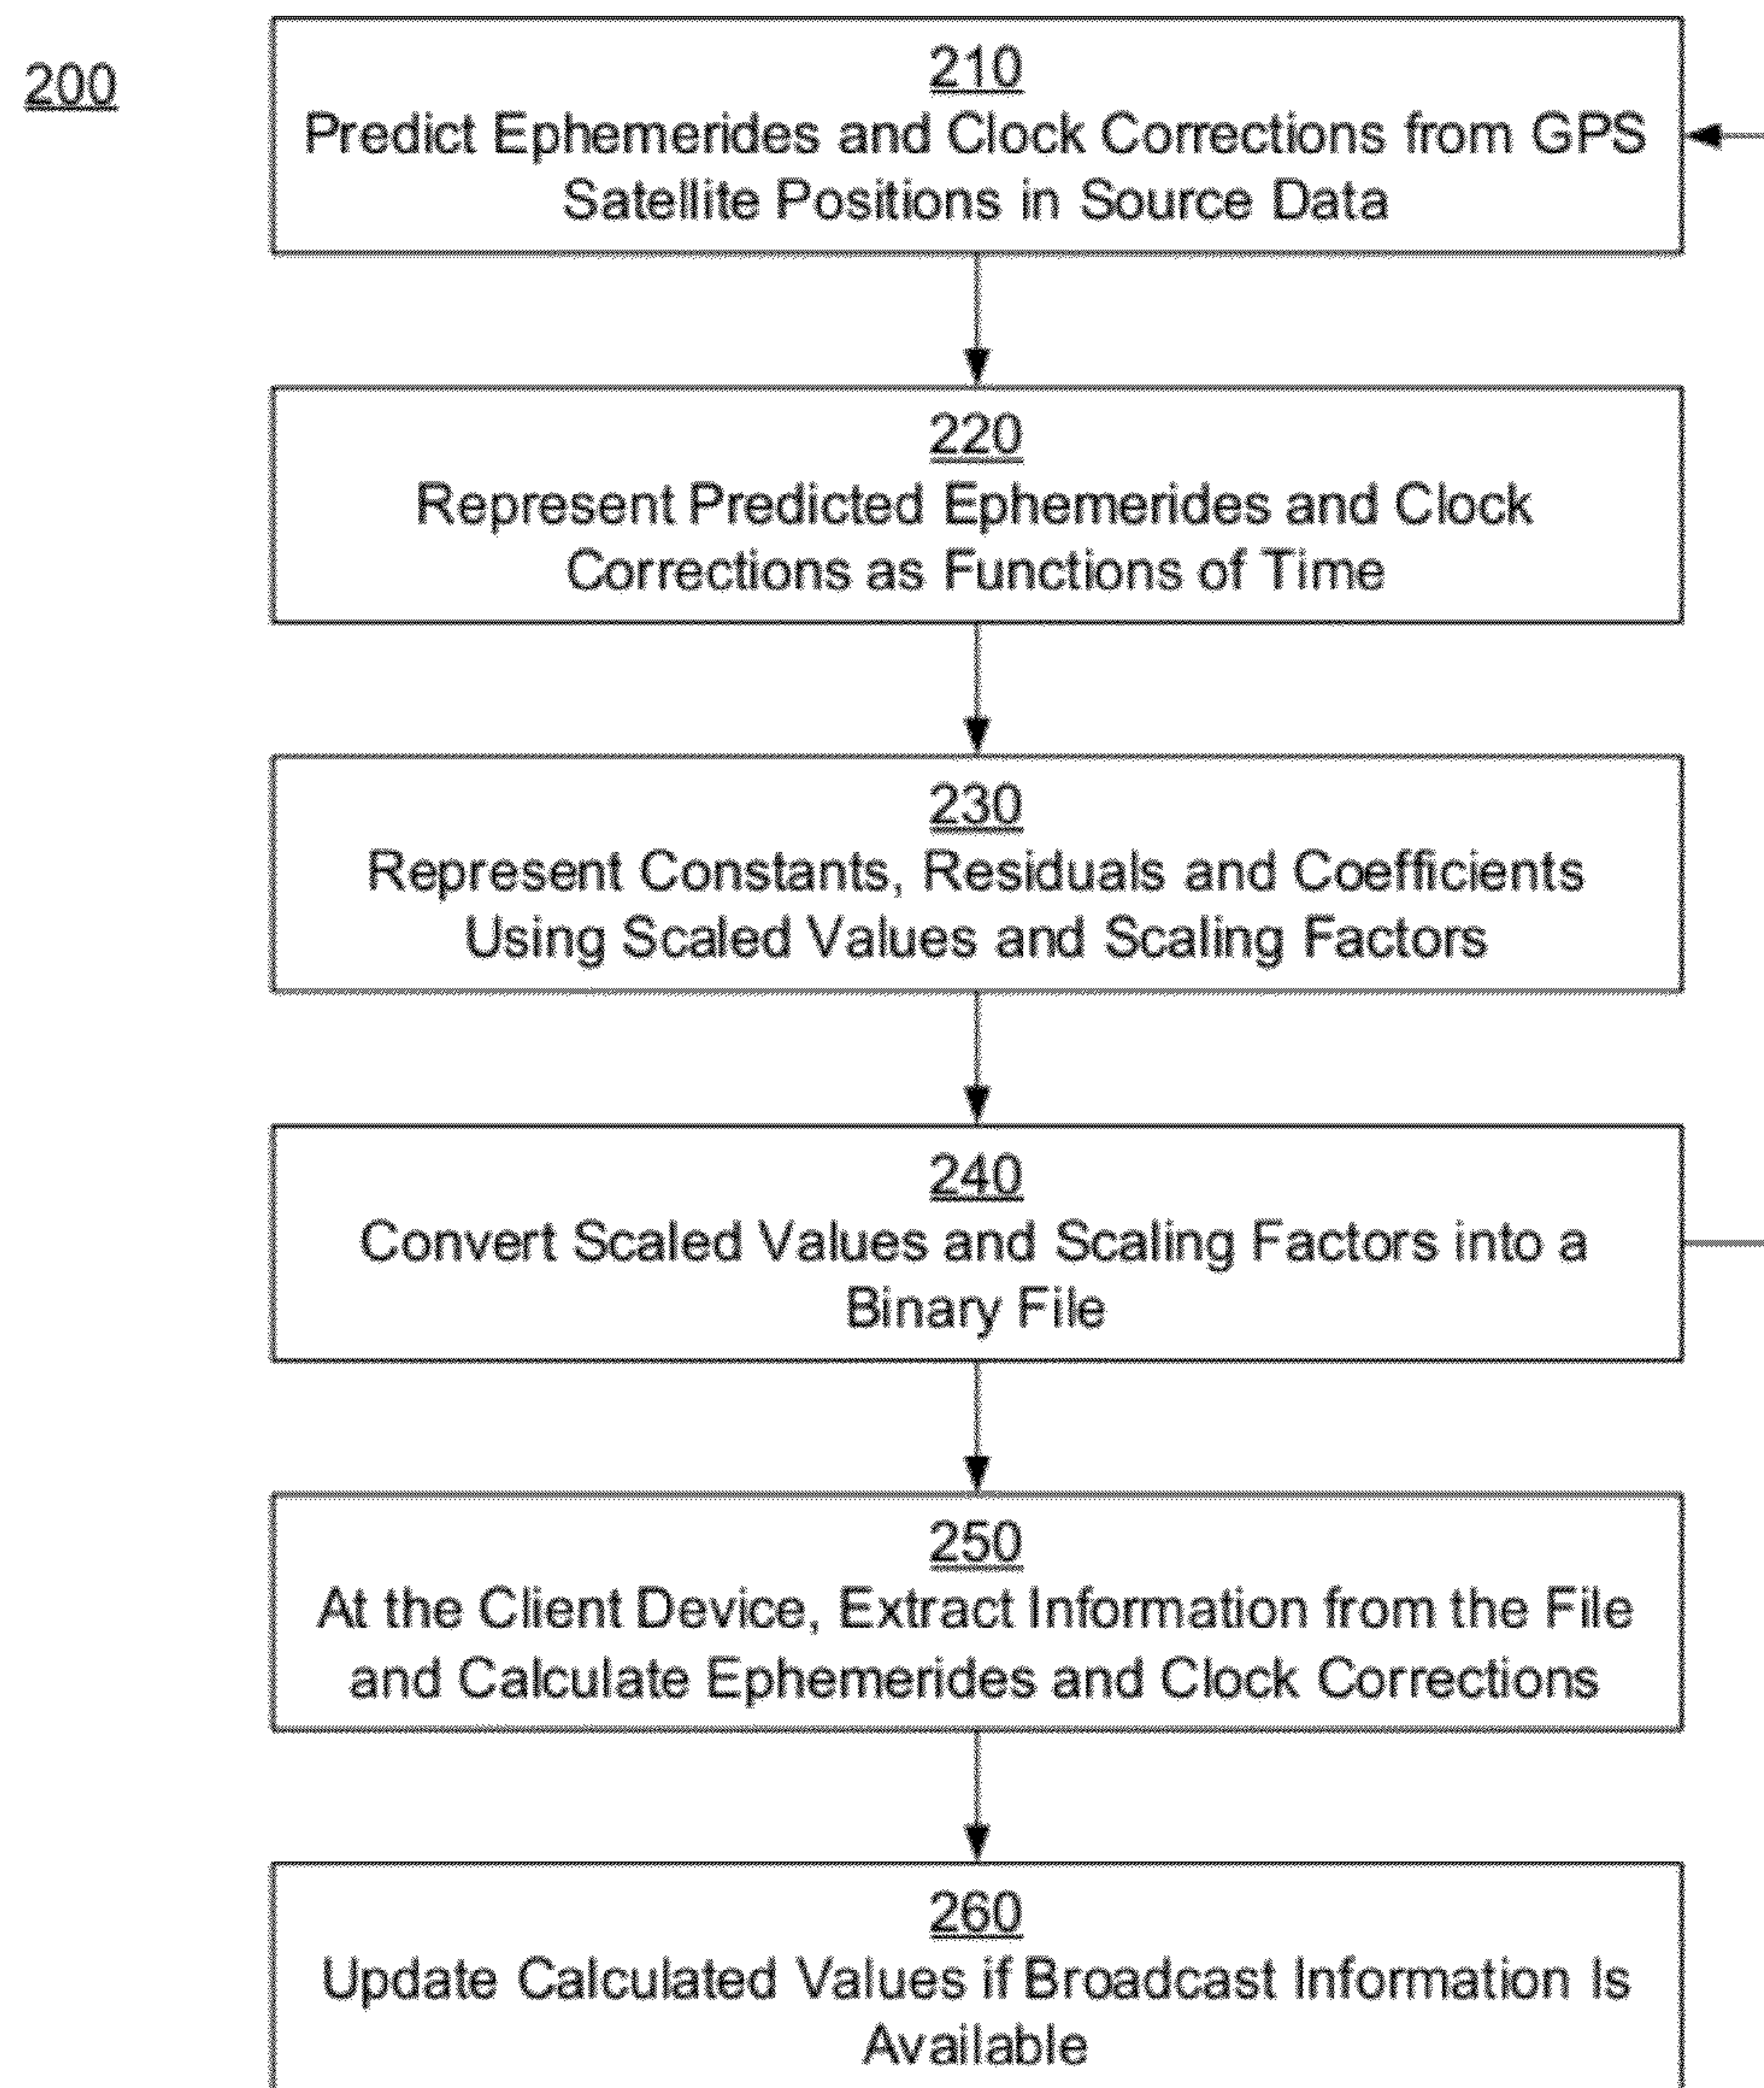 200
210
Predict Ephemerides and Clock Corrections from GPS
Satellite Positions in Source Data
220
Represent Predicted Ephemerides and Clock
Corrections as Functions of Time
230
Represent Constants, Residuals and Coefficients
Using Scaled Values and Scaling Factors
240
Convert Scaled Values and Scaling Factors into a
Binary File
250
At the Client Device, Extract Information from the File
and Calculate Ephemerides and Clock Corrections
260
Update Calculated Values if Broadcast Information Is
Available